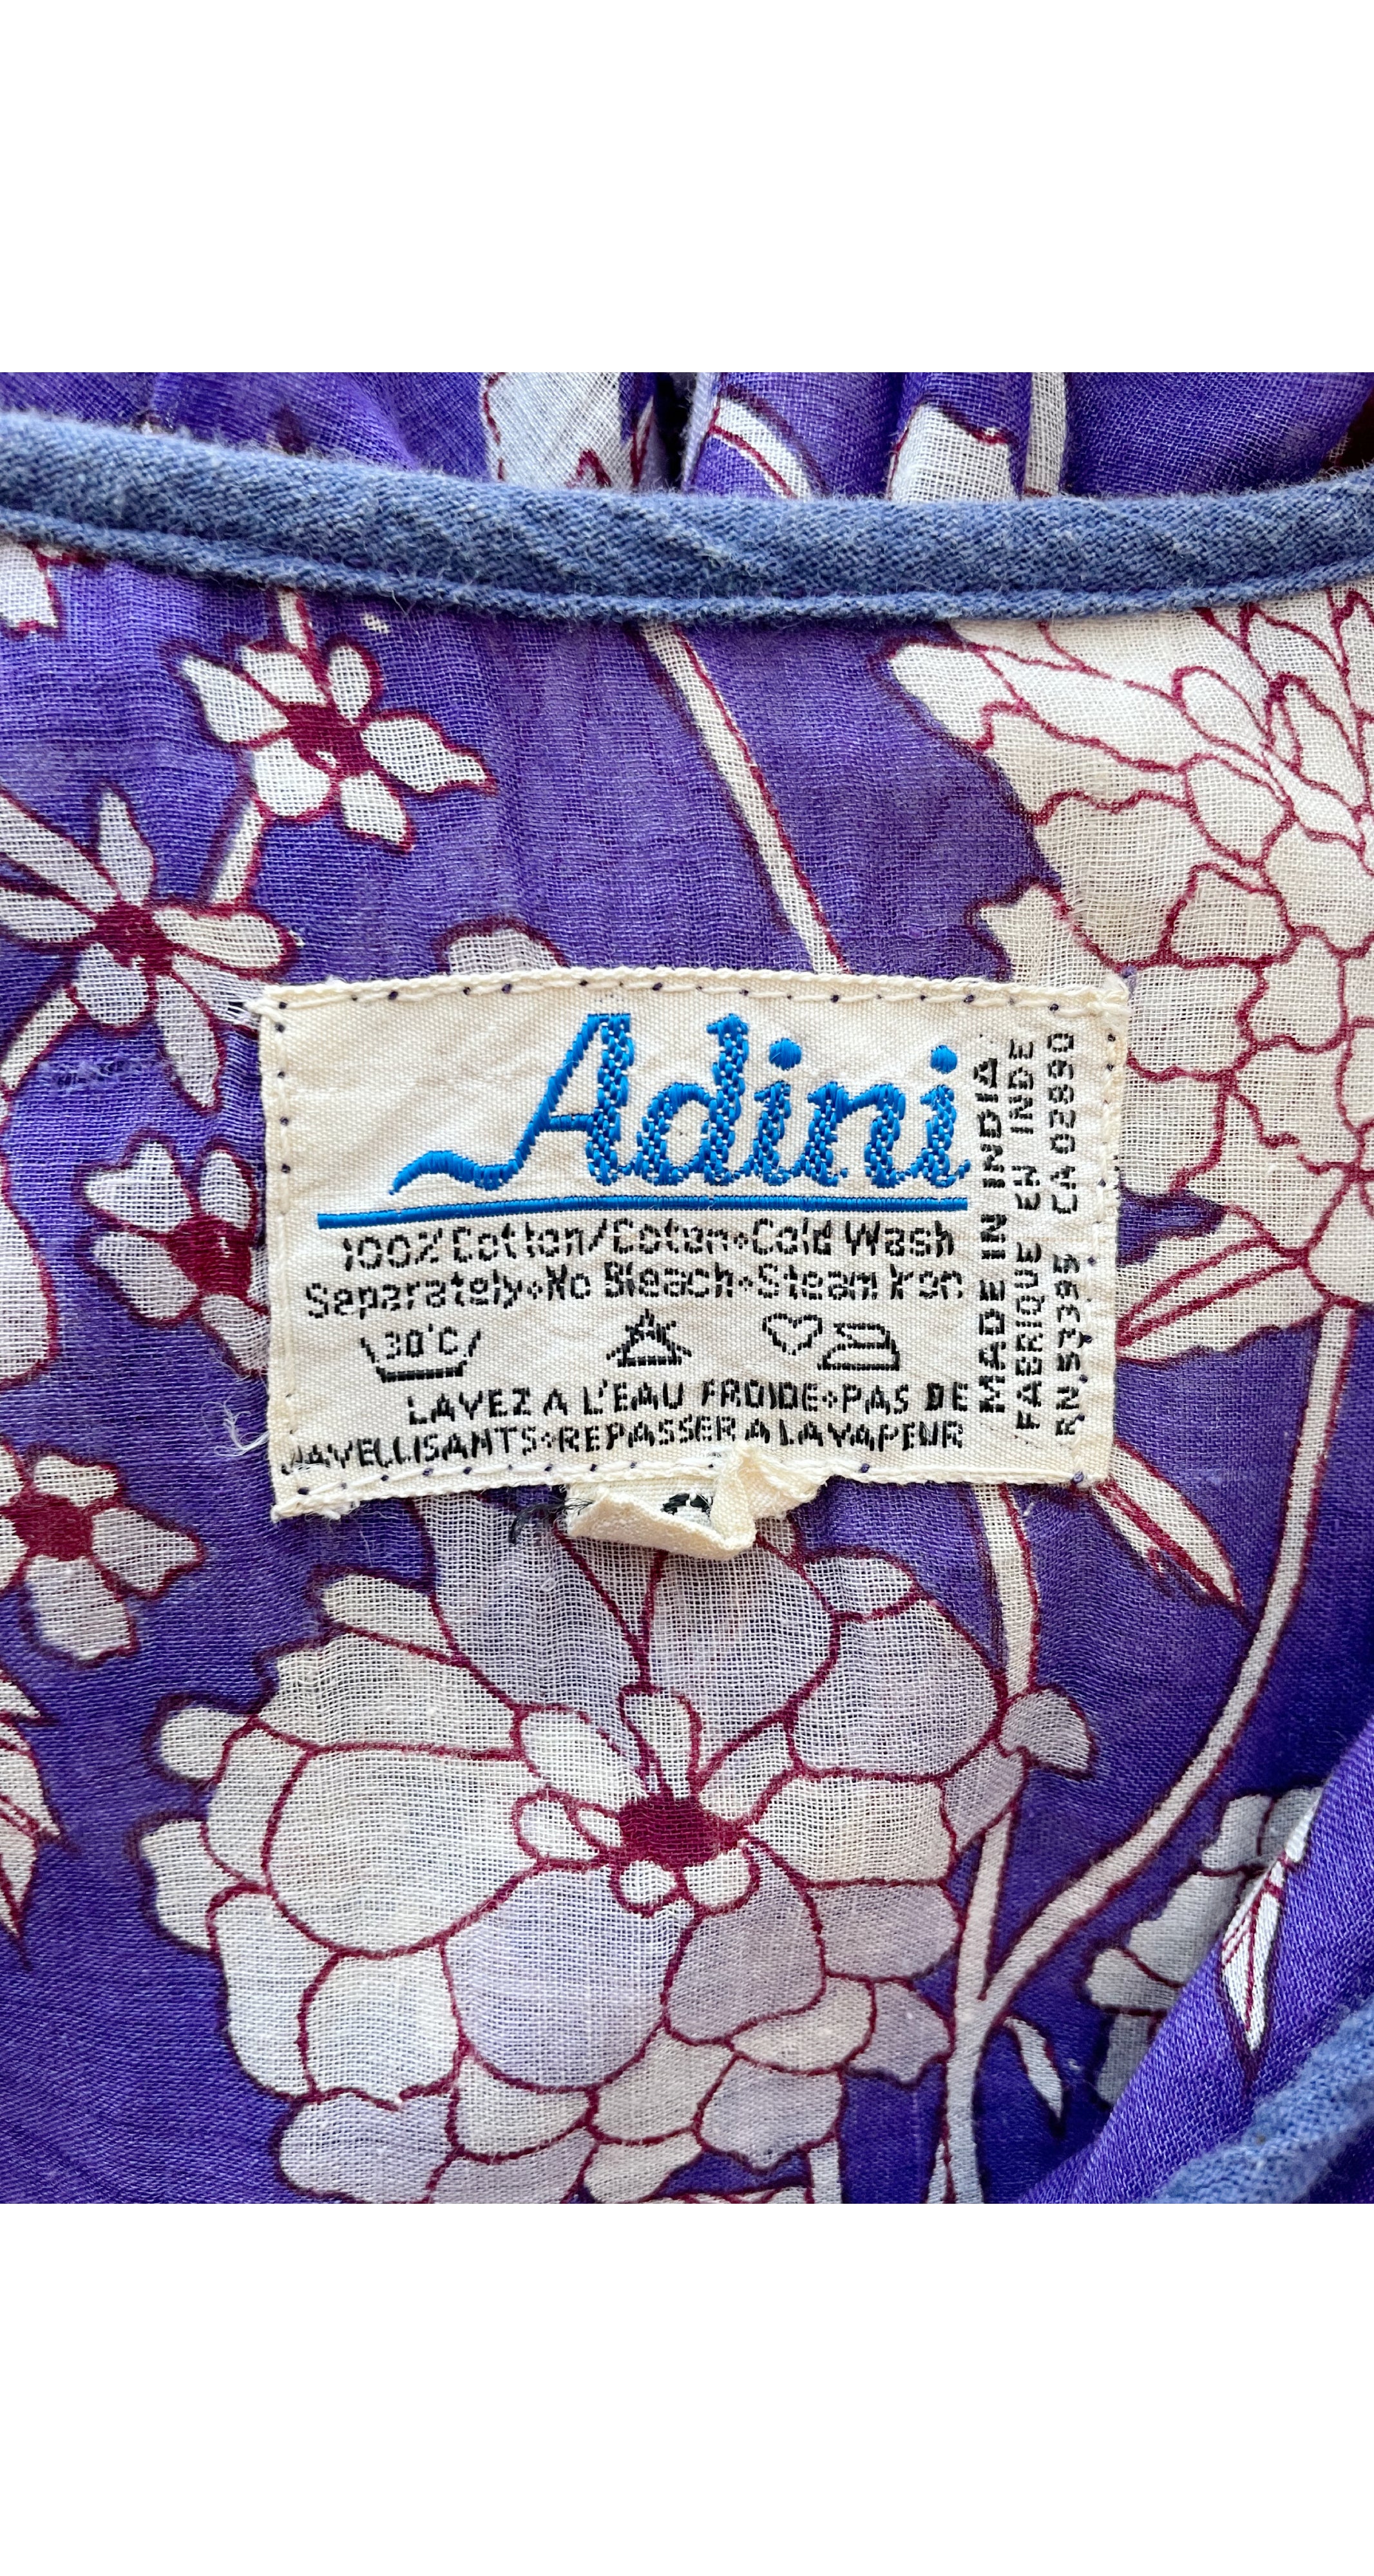 Adini
100% Cotton/Coton⋄Cold Wash
Separately⋄No Bleach⋄Steam Iron
30°C
LAVEZ A L'EAU FROIDE⋄PAS DE
JAVELLISANTS⋄REPASSER A LA VAPEUR
MADE IN INDIA
FABRIQUE EN INDE
RN.53395 CA 02890